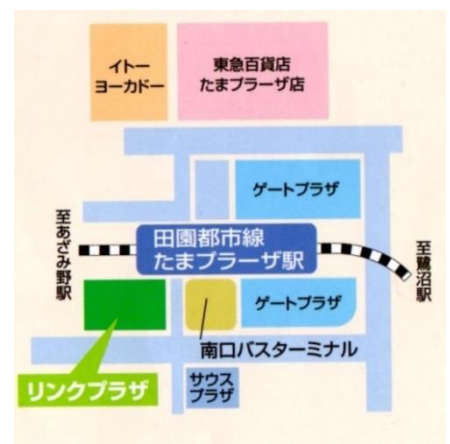 イトー
ヨーカドー
東急百貨店
たまプラーザ店
ゲートプラザ
至あざみ野駅
田園都市線
たまプラーザ駅
至鷺沼駅
ゲートプラザ
南口バスターミナル
リンクプラザ
サウス
プラザ